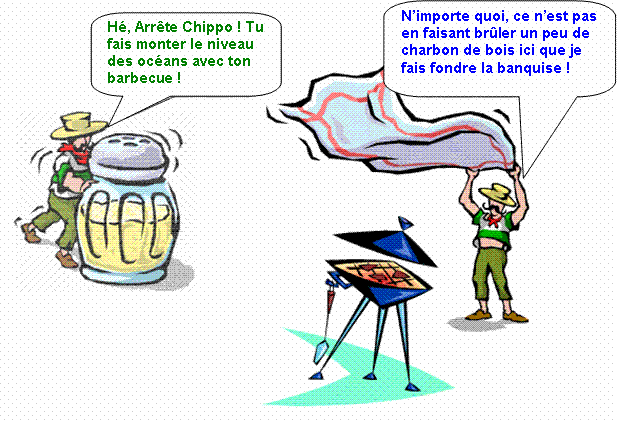 Hé, Arrête Chippo ! Tu
fais monter le niveau
des océans avec ton
barbecue !
N'importe quoi, ce n'est pas
en faisant brûler un peu de
charbon de bois ici que je
fais fondre la banquise !